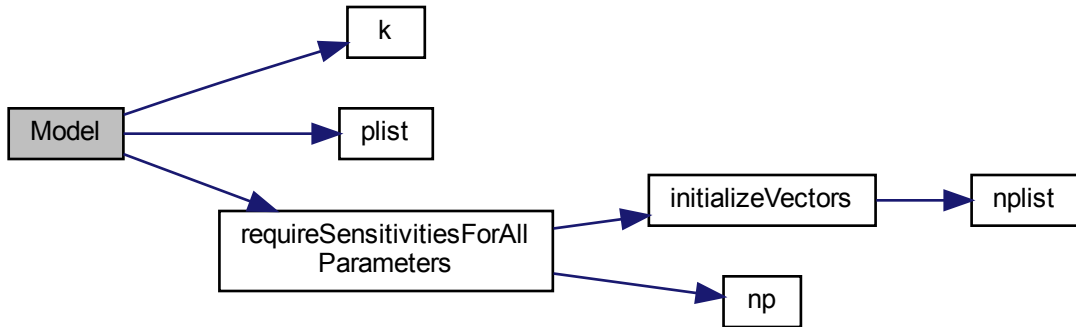 k
Model
plist
initializeVectors
nplist
requireSensitivitiesForAll
Parameters
np